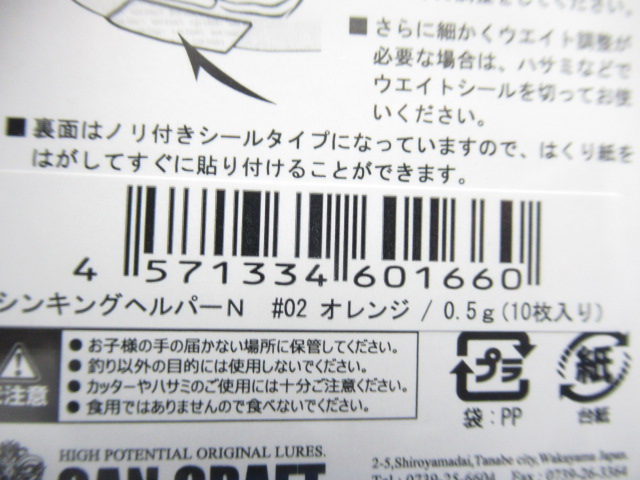 ■さらに細かくウエイト調整が
必要な場合は、ハサミなどで
ウエイトシールを切ってお使
いください。
■裏面はノリ付きシールタイプになっていますので、はくり紙を
はがしてすぐに貼り付けることができます。
4 571334 601660
シンキングヘルパーN #02 オレンジ / 0.5g (10枚入り)
注意
●お子様の手の届かない場所に保管してください。
●釣り以外の目的には使用しないでください。
●カッターやハサミのご使用には十分ご注意ください。
●食用ではありませんので食べないでください。
プラ
袋:PP
紙
台紙
HIGH POTENTIAL ORIGINAL LURES.
GAN CRAFT
2-5,Shiroyamadai,Tanabe city,Wakayama Japan.
Fax : 0739-26-3364